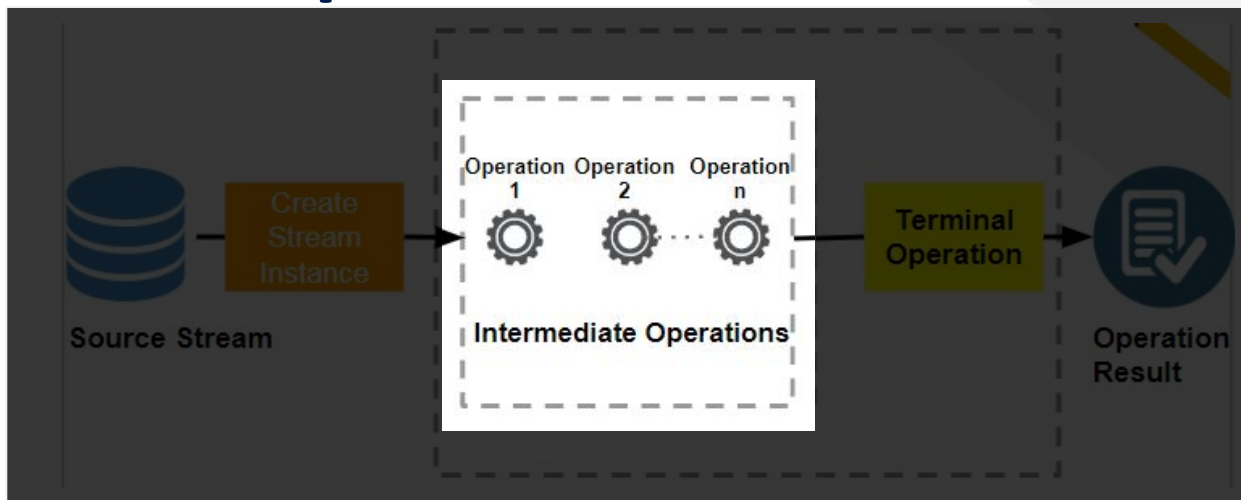 Operation Operation Operation
1 2 n
Create
Stream
Instance
Terminal
Operation
Intermediate Operations
Source Stream
Operation
Result